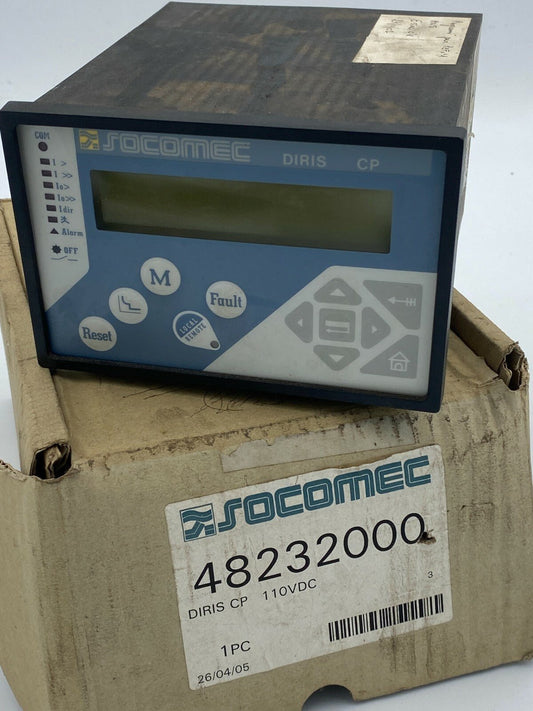 COM
SOCOMEC
DIRIS CP
I >
I >>
Io >
Io >>
I dir
Alarm
OFF
M
Fault
Reset
LOCAL
REMOTE
SOCOMEC
48232000
DIRIS CP 110VDC
3
1PC
26/04/05